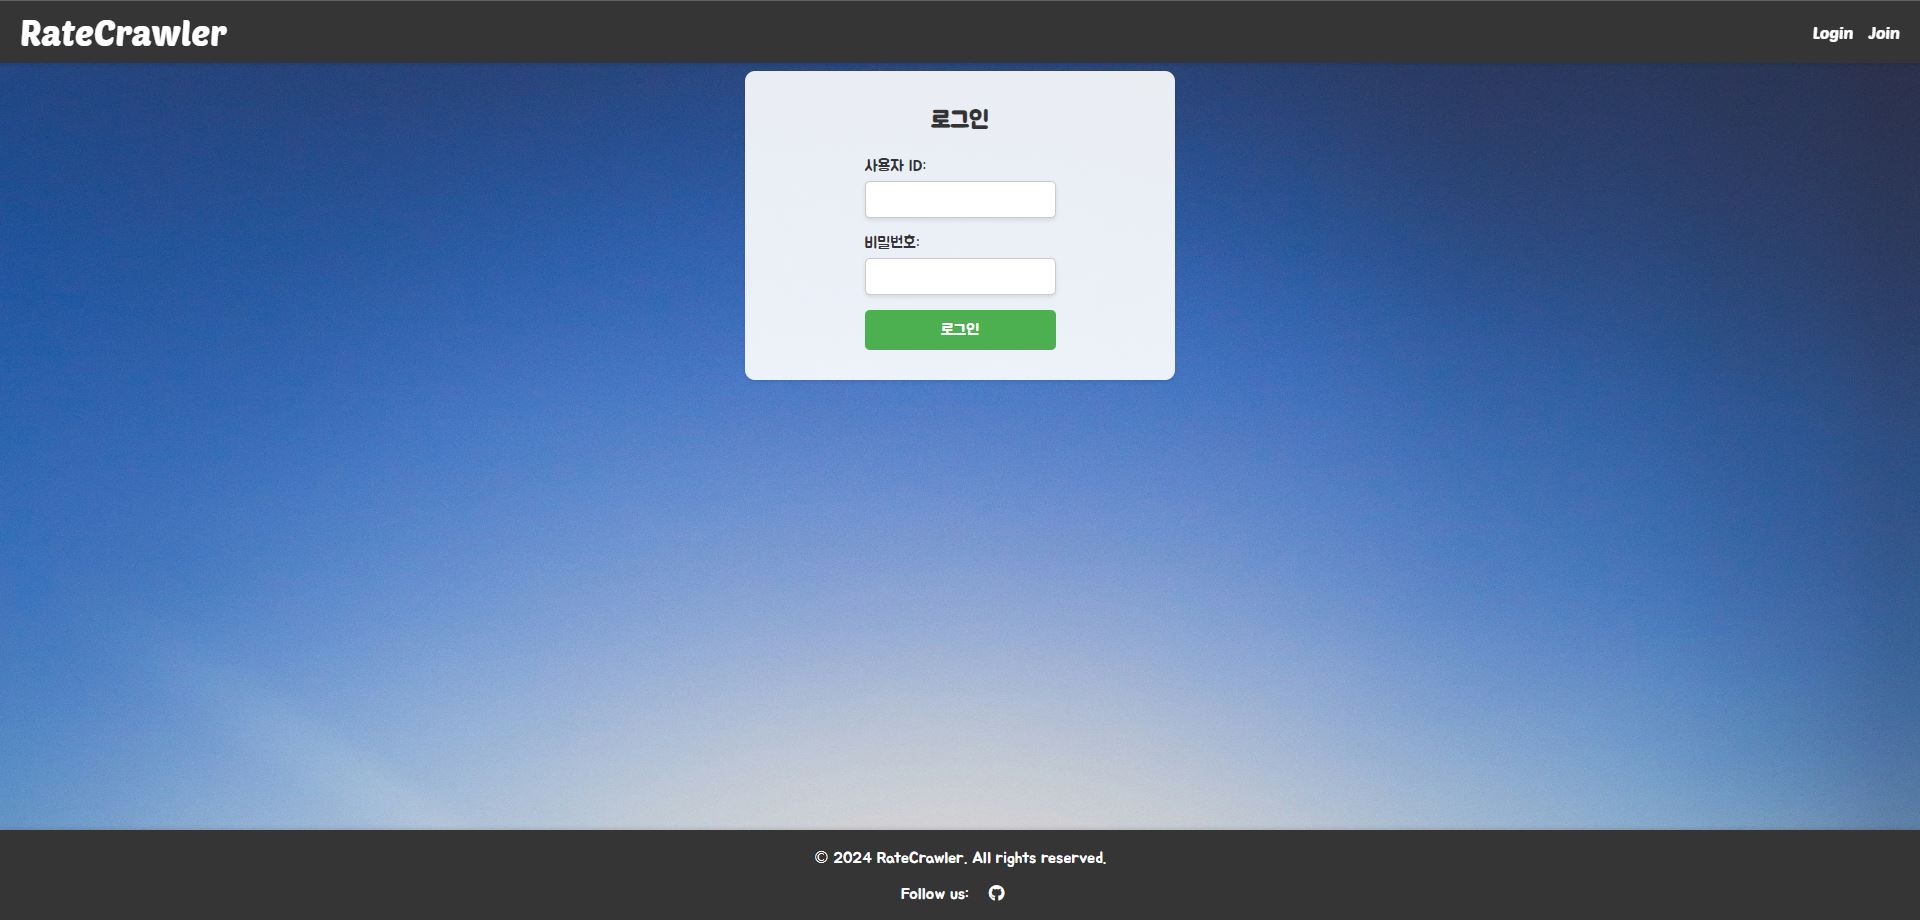 RateCrawler
Login Join
로그인
사용자 ID:
비밀번호:
로그인
© 2024 RateCrawler. All rights reserved.
Follow us: